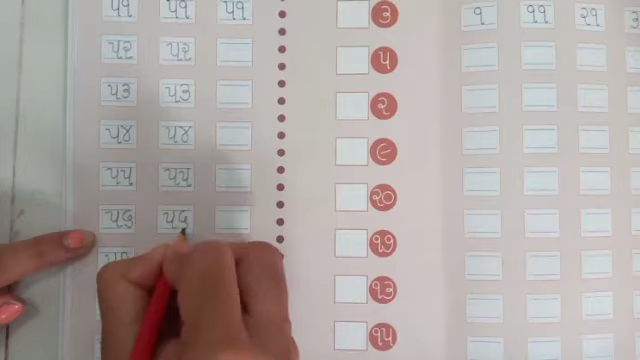 ૫૧ ૫૧ ૫૧ ૩ ૧ ૧૧ ૨૧
૫૨ ૫૨ ૫
૫૩ ૫૩ ૨
૫૪ ૫૪ ૯
૫૫ ૫૫ ૨૦
૫૬ ૫૬ ૧૭
૧૩
૧૫